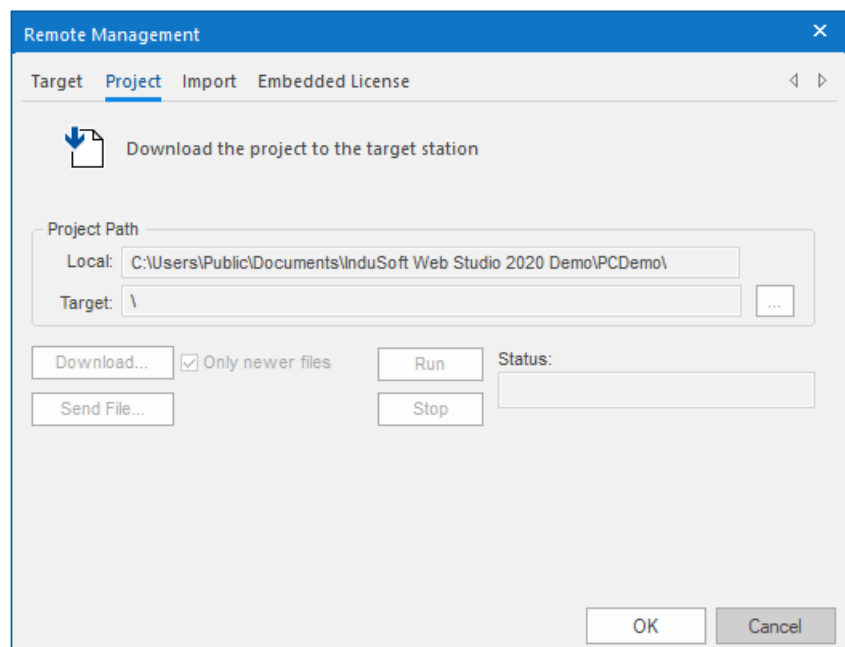 Remote Management
Target Project Import Embedded License
Download the project to the target station
Project Path
Local: C:\Users\Public\Documents\InduSoft Web Studio 2020 Demo\PCDemo\
Target: \ ...
Download... Only newer files Run Status:
Send File... Stop
OK Cancel